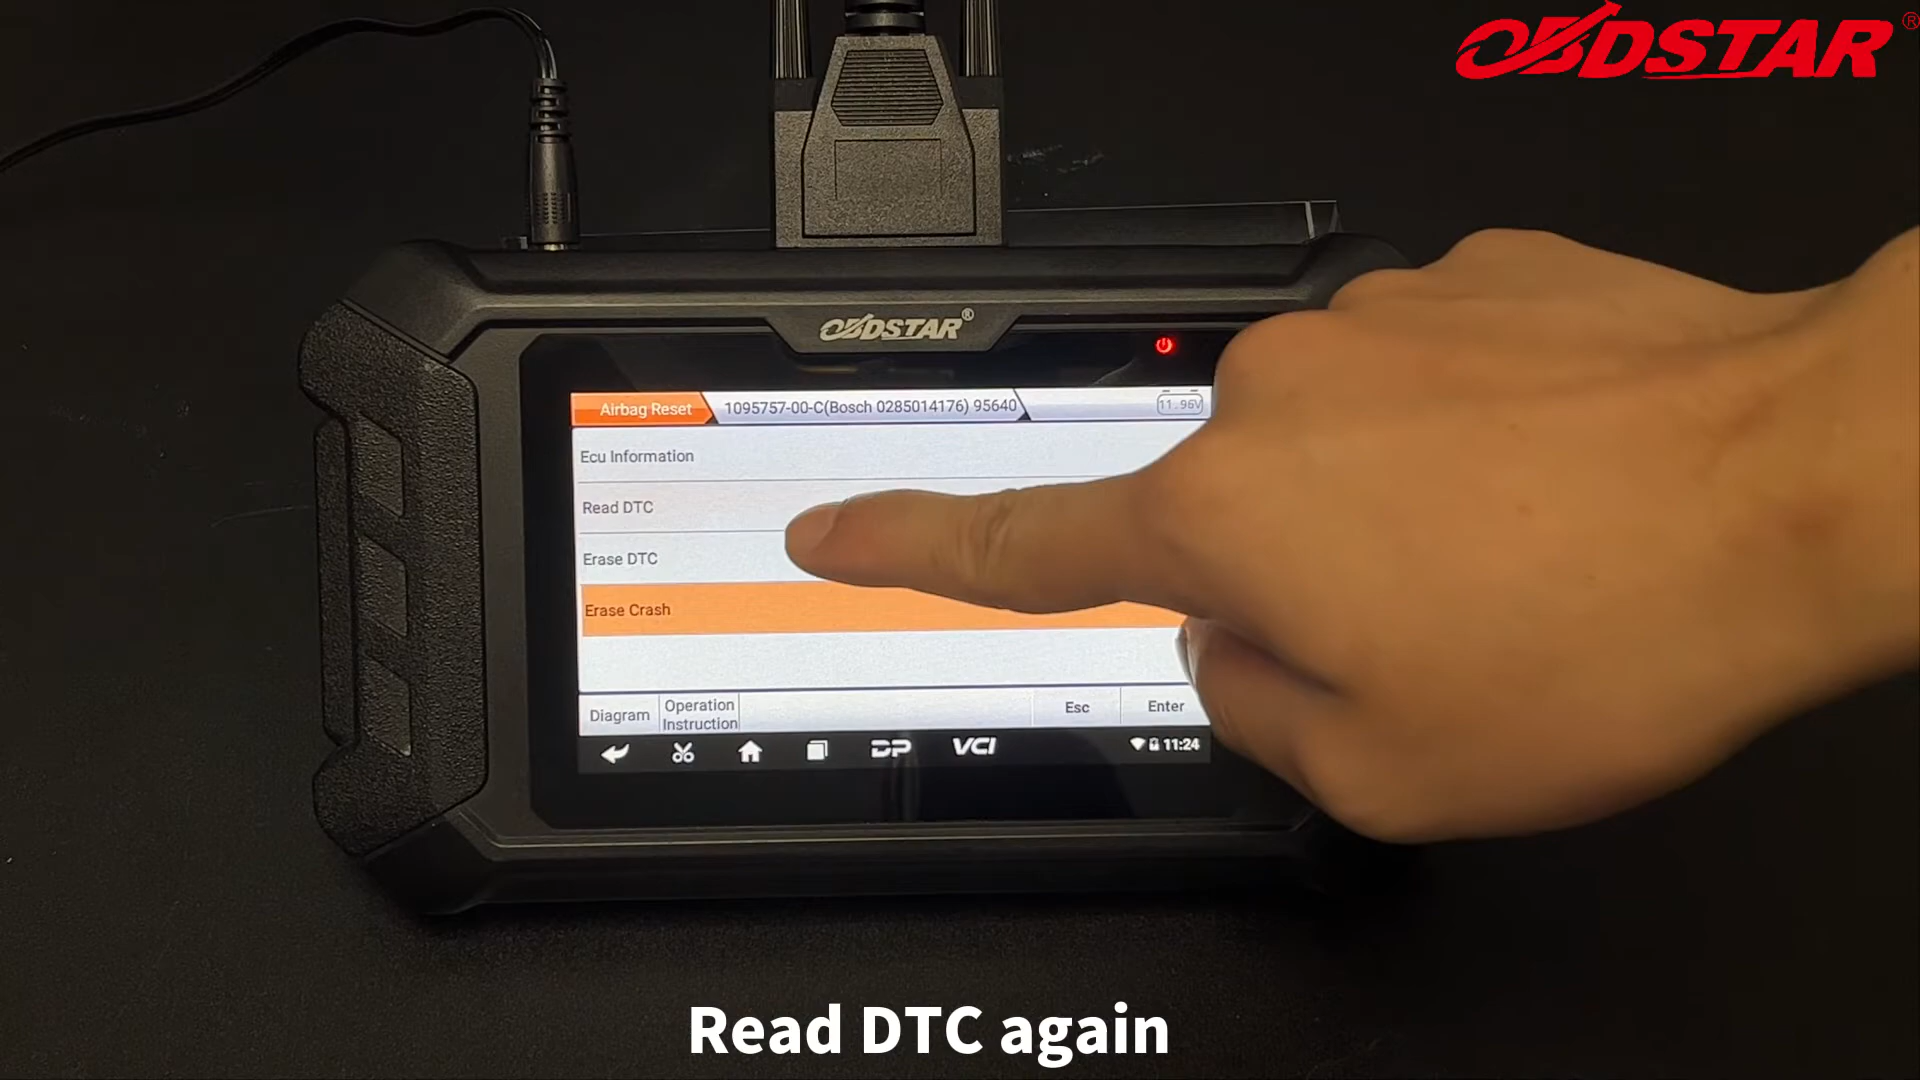 OBDSTAR®
OBDSTAR®
Airbag Reset
1095757-00-C(Bosch 0285014176) 95640
11.96V
Ecu Information
Read DTC
Erase DTC
Erase Crash
Diagram
Operation
Instruction
Esc
Enter
DP
VCI
11:24
Read DTC again